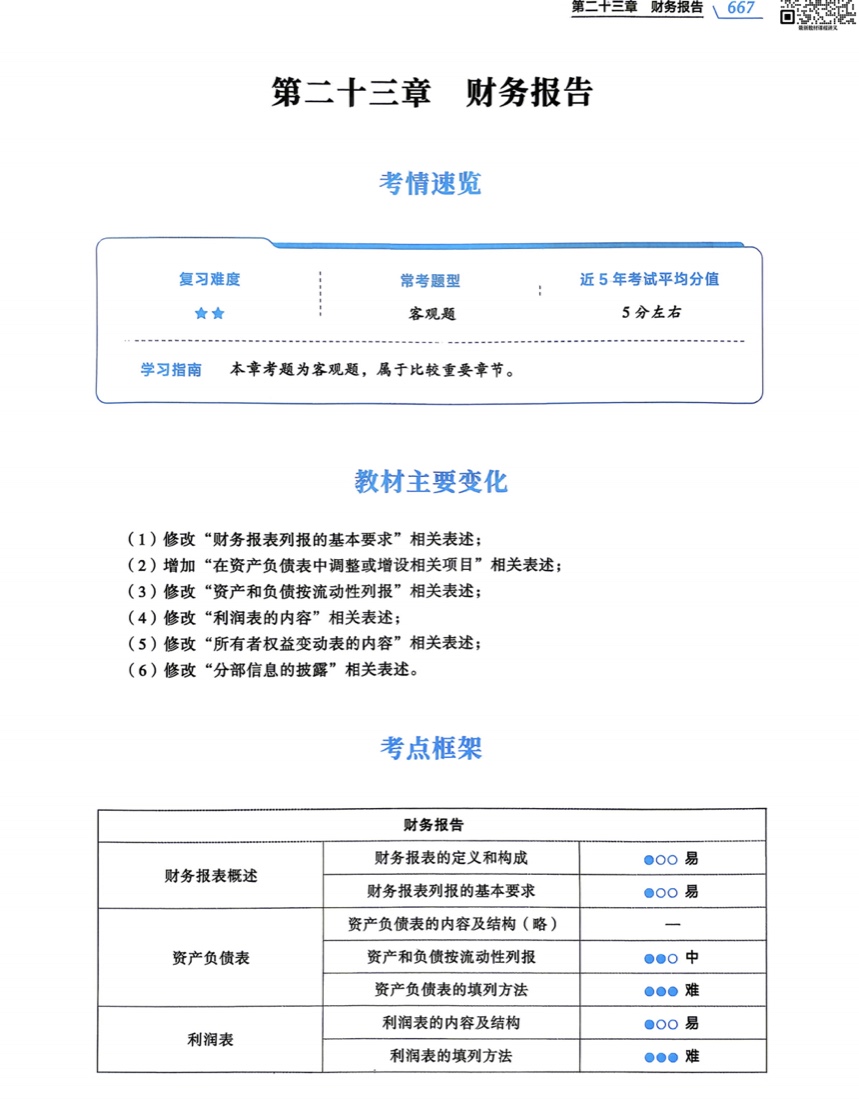 第二十三章 财务报告 667
第二十三章 财务报告
考情速览
复习难度 常考题型 近5年考试平均分值
★★ 客观题 5分左右
学习指南 本章考题为客观题，属于比较重要章节。
教材主要变化
（1）修改“财务报表列报的基本要求”相关表述；
（2）增加“在资产负债表中调整或增设相关项目”相关表述；
（3）修改“资产和负债按流动性列报”相关表述；
（4）修改“利润表的内容”相关表述；
（5）修改“所有者权益变动表的内容”相关表述；
（6）修改“分部信息的披露”相关表述。
考点框架
财务报告
财务报表概述
财务报表的定义和构成 ●○○ 易
财务报表列报的基本要求 ●○○ 易
资产负债表
资产负债表的内容及结构（略） —
资产和负债按流动性列报 ●●○ 中
资产负债表的填列方法 ●●● 难
利润表
利润表的内容及结构 ●○○ 易
利润表的填列方法 ●●● 难